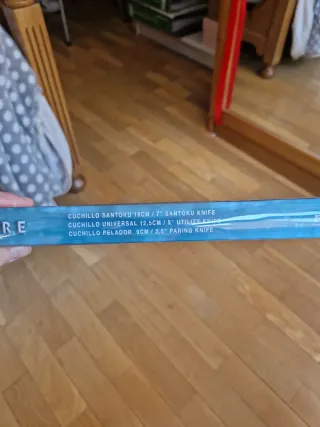 RE
CUCHILLO SANTOKU 18CM / 7" SANTOKU KNIFE
CUCHILLO UNIVERSAL 12,5CM / 5" UTILITY KNIFE
CUCHILLO PELADOR 9CM / 3,5" PARING KNIFE